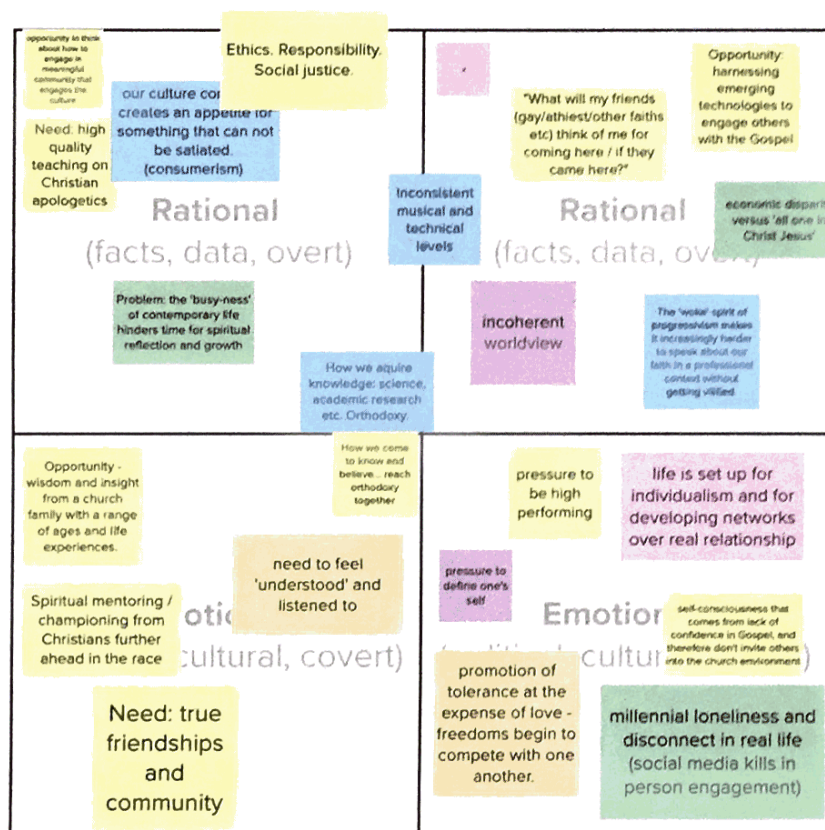 opportunity to think
about how to
engage in
meaningful
community that
engages the
culture
Ethics. Responsibility.
Social justice.
our culture
creates an appetite for
something that can not
be satiated.
(consumerism)
Need: high
quality
teaching on
Christian
apologetics
Rational
(facts, data, overt)
Inconsistent
musical and
technical
levels
Problem: the 'busy-ness'
of contemporary life
hinders time for spiritual
reflection and growth
How we aquire
knowledge: science,
academic research
etc. Orthodoxy.
"What will my friends
(gay/athiest/other faiths
etc) think of me for
coming here / if they
came here?"
Opportunity:
harnessing
emerging
technologies to
engage others
with the Gospel
Rational
(facts, data,
economic
versus 'all one in
Christ Jesus'
incoherent
worldview
The 'woke' spirit of
progressivism makes
it increasingly harder
to speak about our
faith in a professional
context without
getting vilified
How we come
to know and
believe... reach
orthodoxy
together
Opportunity -
wisdom and insight
from a church
family with a range
of ages and life
experiences.
need to feel
'understood' and
listened to
Spiritual mentoring /
championing from
Christians further
ahead in the race
cultural, covert)
Need: true
friendships
and
community
pressure to
be high
performing
life is set up for
individualism and for
developing networks
over real relationship
pressure to
define one's
self
self-consciousness that
comes from lack of
confidence in Gospel, and
therefore don't invite others
into the church environment
promotion of
tolerance at the
expense of love -
freedoms begin to
compete with one
another.
millennial loneliness and
disconnect in real life
(social media kills in
person engagement)